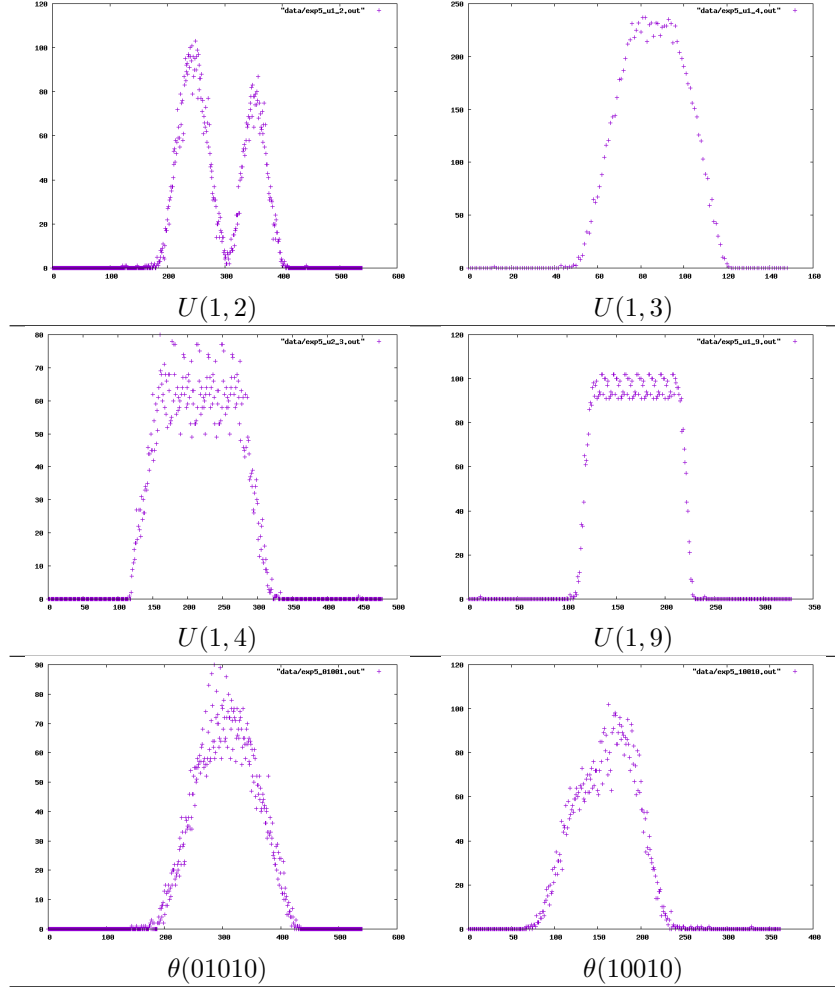 "data/exp5_u1_2.out"
120
100
80
60
40
20
0
0 100 200 300 400 500 600
U(1, 2)
"data/exp5_u1_4.out"
250
200
150
100
50
0
0 20 40 60 80 100 120 140 160
U(1, 3)
"data/exp5_u2_3.out"
80
70
60
50
40
30
20
10
0
0 50 100 150 200 250 300 350 400 450 500
U(1, 4)
"data/exp5_u1_9.out"
120
100
80
60
40
20
0
0 50 100 150 200 250 300 350
U(1, 9)
"data/exp5_01001.out"
90
80
70
60
50
40
30
20
10
0
0 100 200 300 400 500 600
θ(01010)
"data/exp5_10010.out"
120
100
80
60
40
20
0
0 50 100 150 200 250 300 350 400
θ(10010)